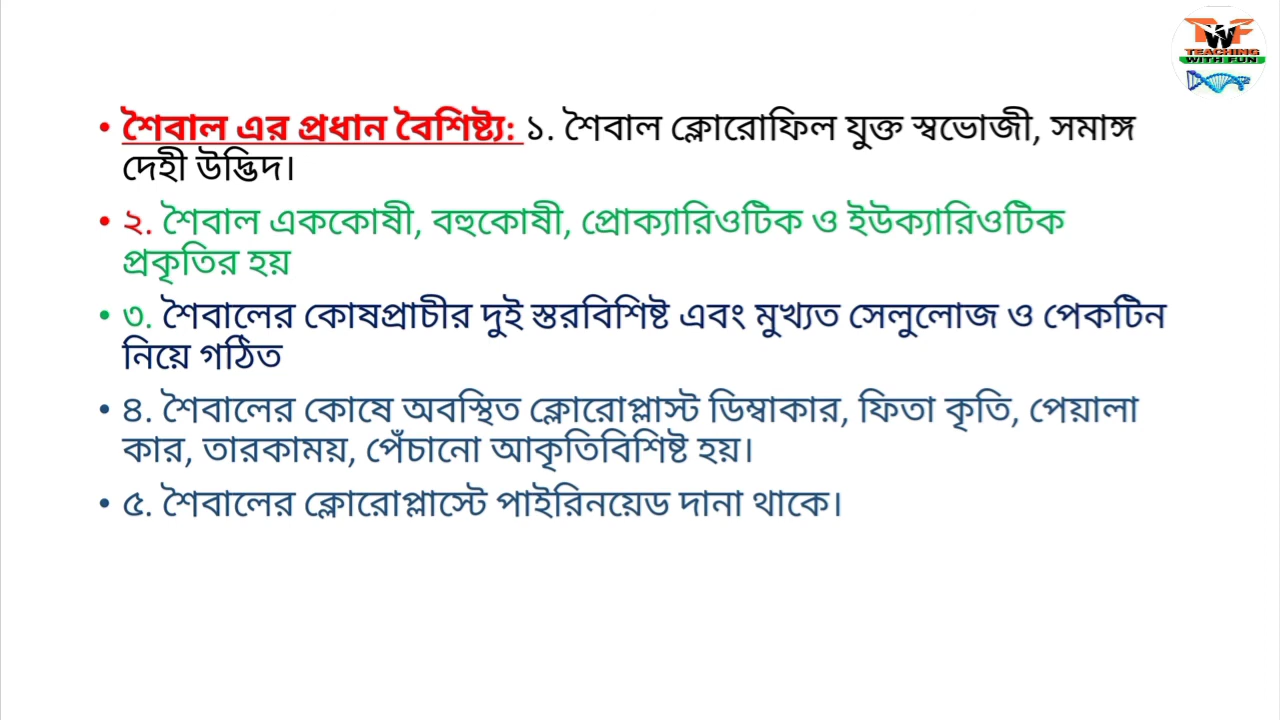 TWF
TEACHING
WITH FUN
• শৈবাল এর প্রধান বৈশিষ্ট্য: ১. শৈবাল ক্লোরোফিল যুক্ত স্বভোজী, সমাঙ্গ
দেহী উদ্ভিদ।
• ২. শৈবাল এককোষী, বহুকোষী, প্রোক্যারিওটিক ও ইউক্যারিওটিক
প্রকৃতির হয়
• ৩. শৈবালের কোষপ্রাচীর দুই স্তরবিশিষ্ট এবং মুখ্যত সেলুলোজ ও পেকটিন
নিয়ে গঠিত
• ৪. শৈবালের কোষে অবস্থিত ক্লোরোপ্লাস্ট ডিম্বাকার, ফিতা কৃতি, পেয়ালা
কার, তারকাময়, পেঁচানো আকৃতিবিশিষ্ট হয়।
• ৫. শৈবালের ক্লোরোপ্লাস্টে পাইরিনয়েড দানা থাকে।